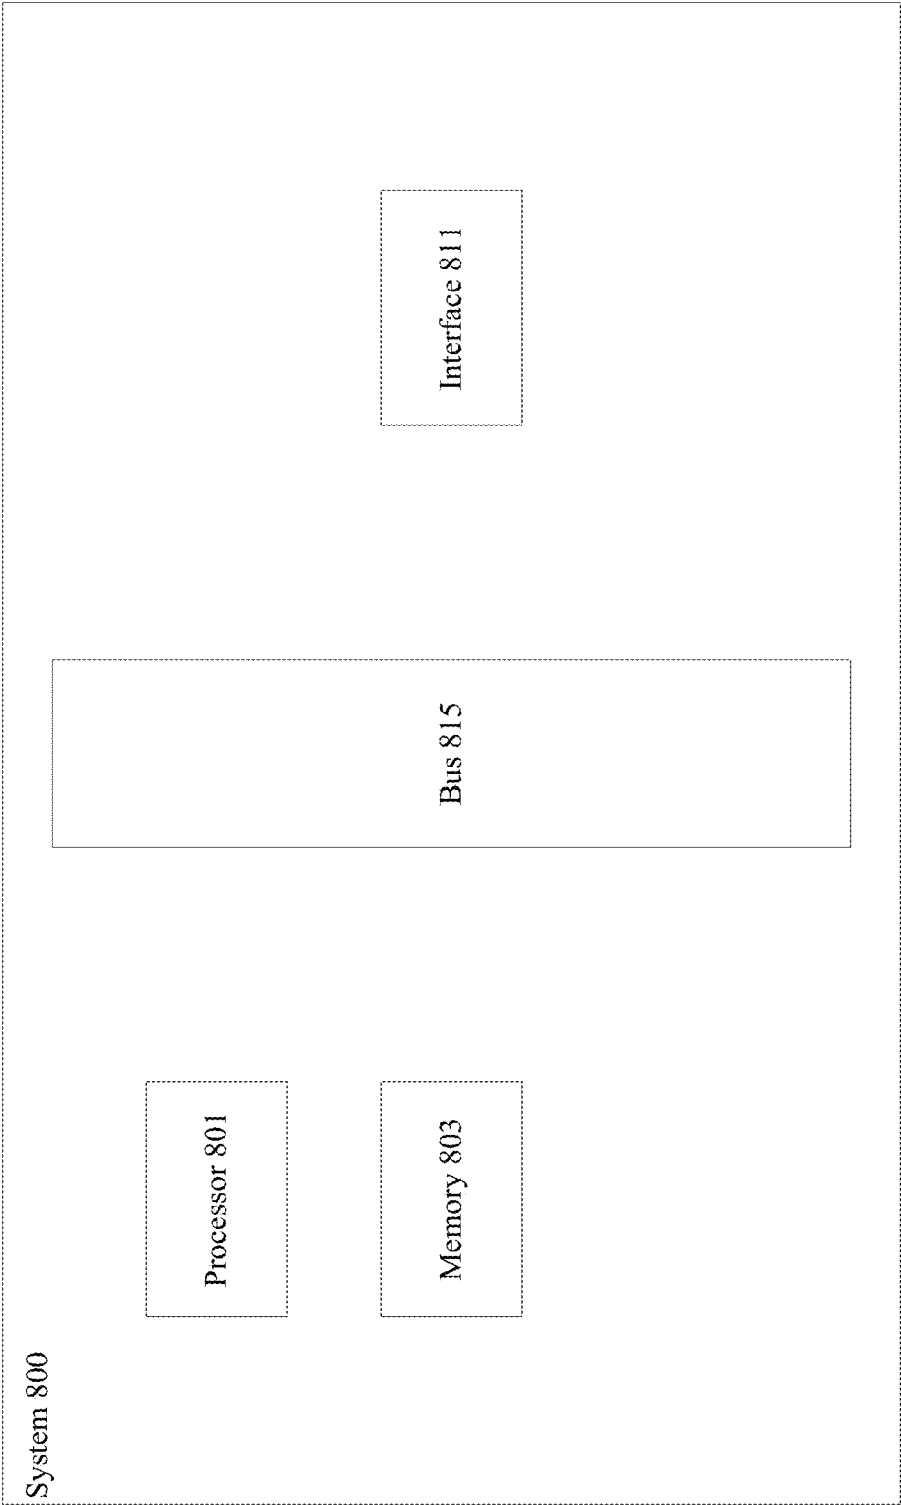 System 800
Processor 801
Memory 803
Bus 815
Interface 811